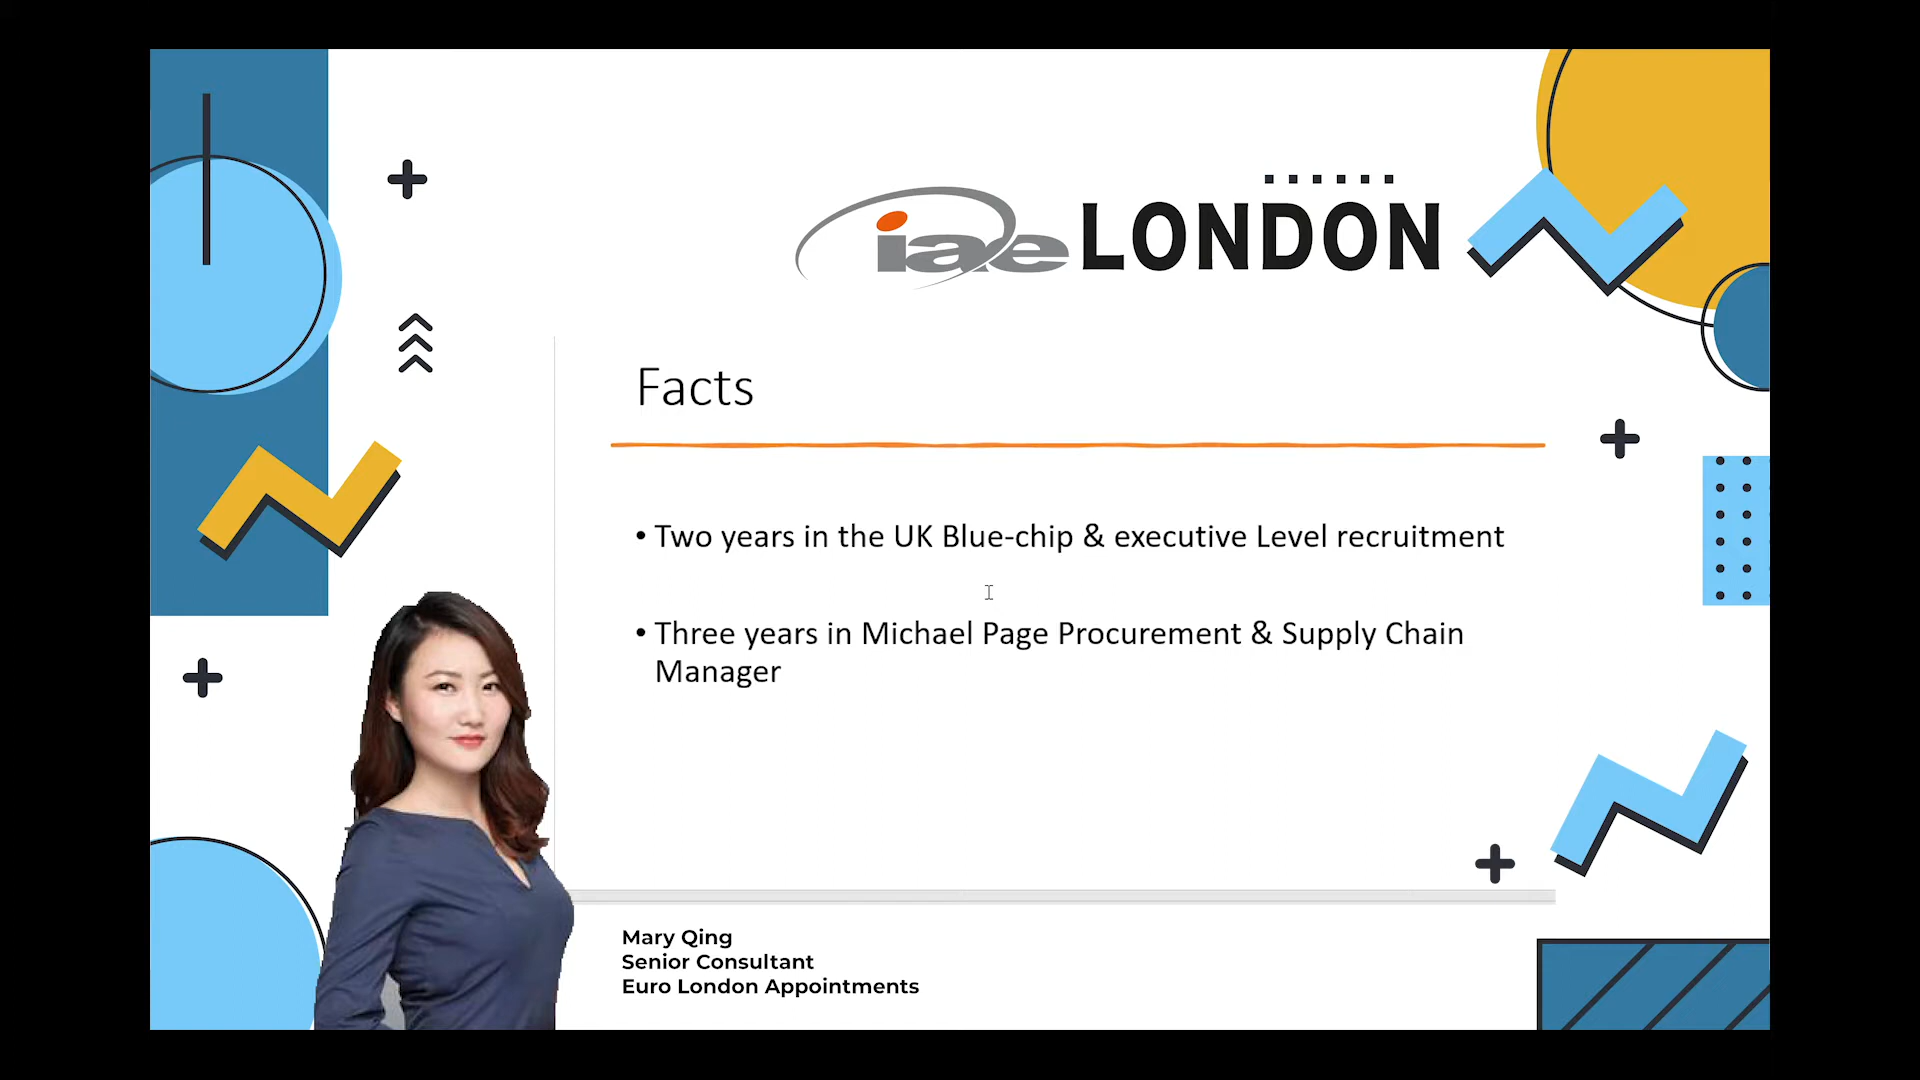 iae LONDON
Facts
• Two years in the UK Blue-chip & executive Level recruitment
• Three years in Michael Page Procurement & Supply Chain
Manager
Mary Qing
Senior Consultant
Euro London Appointments